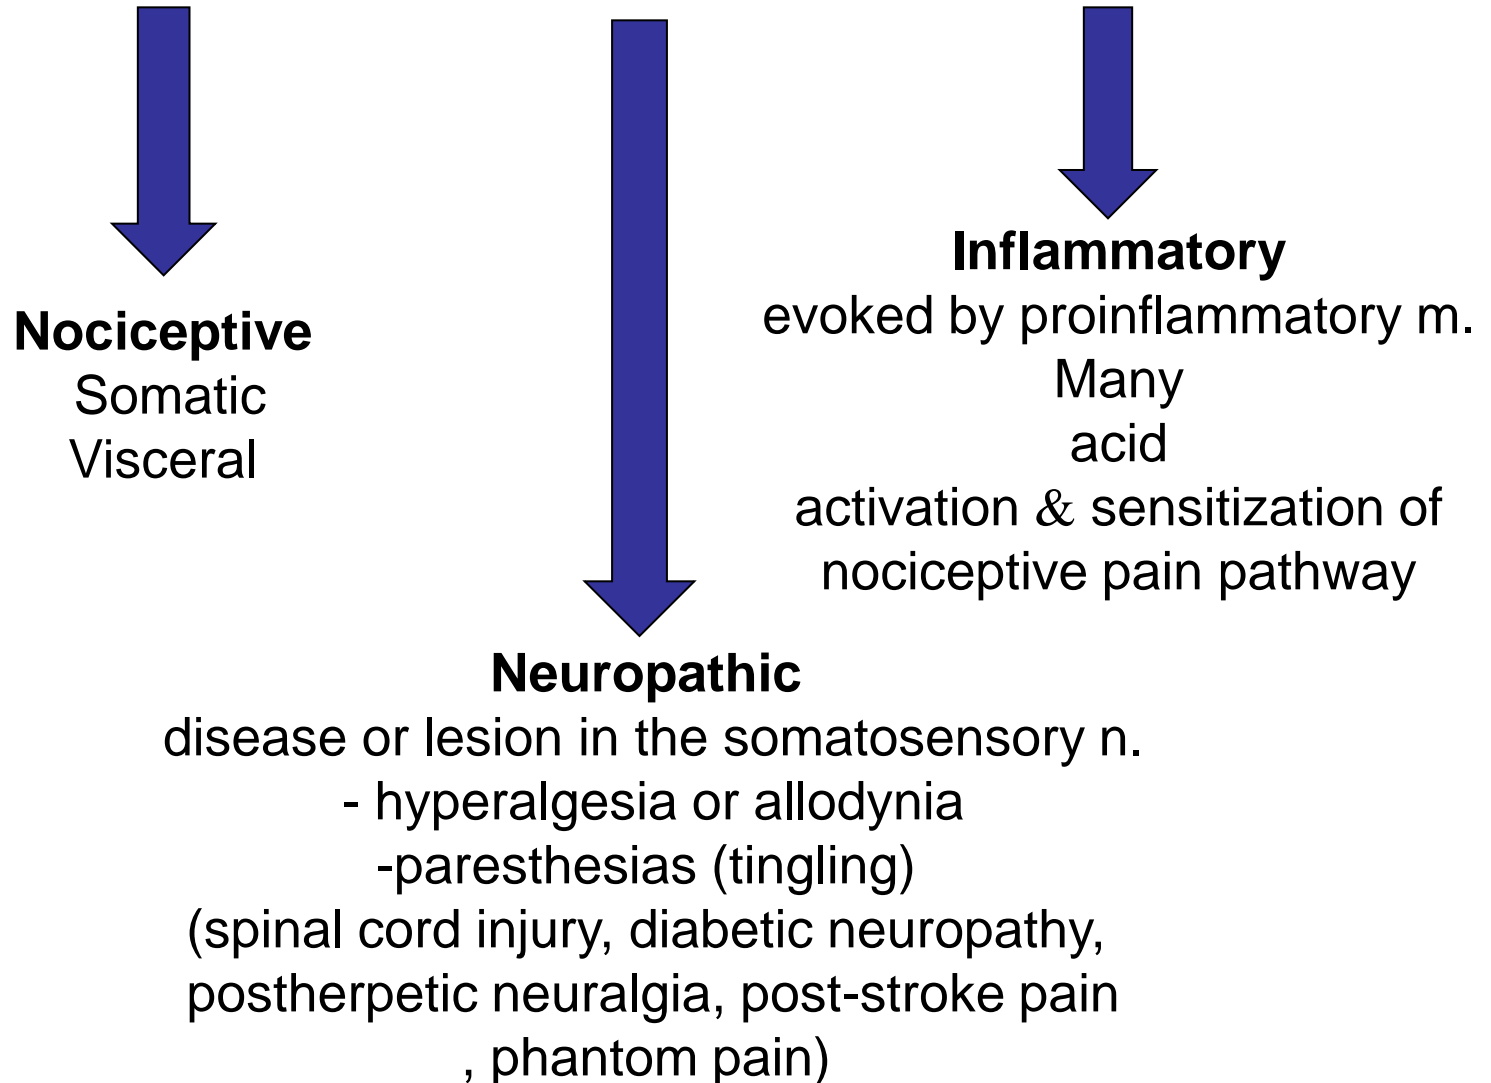 Nociceptive
Somatic
Visceral
Inflammatory
evoked by proinflammatory m.
Many
acid
activation & sensitization of
nociceptive pain pathway
Neuropathic
disease or lesion in the somatosensory n.
- hyperalgesia or allodynia
-paresthesias (tingling)
(spinal cord injury, diabetic neuropathy,
postherpetic neuralgia, post-stroke pain
, phantom pain)